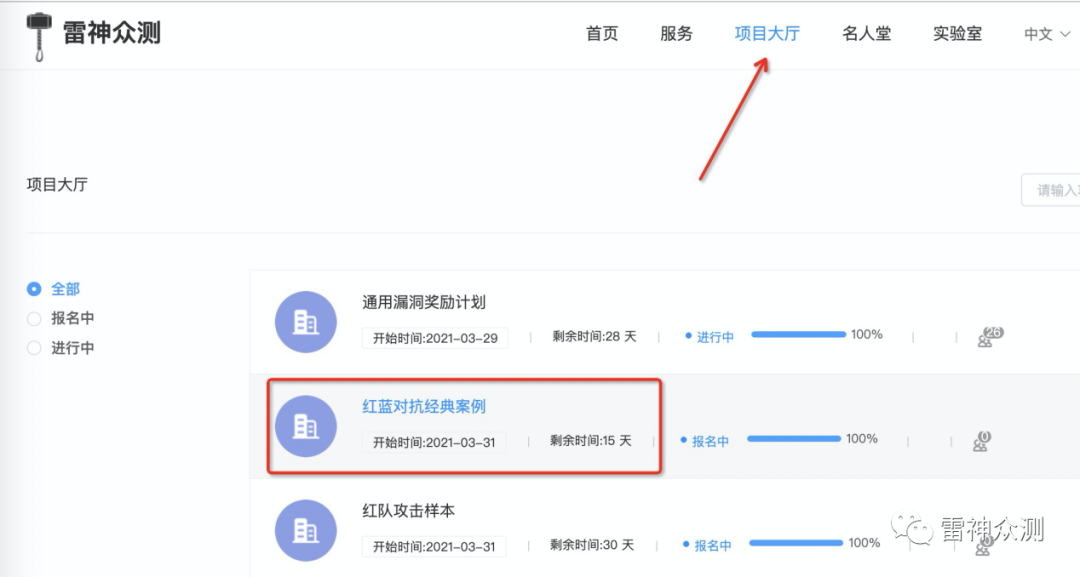 雷神众测
首页 服务 项目大厅 名人堂 实验室 中文
项目大厅
请输入
全部
报名中
进行中
通用漏洞奖励计划
开始时间:2021-03-29 剩余时间:28 天 进行中 100% 26
红蓝对抗经典案例
开始时间:2021-03-31 剩余时间:15 天 报名中 100% 0
红队攻击样本
开始时间:2021-03-31 剩余时间:30 天 报名中 100% 0
雷神众测